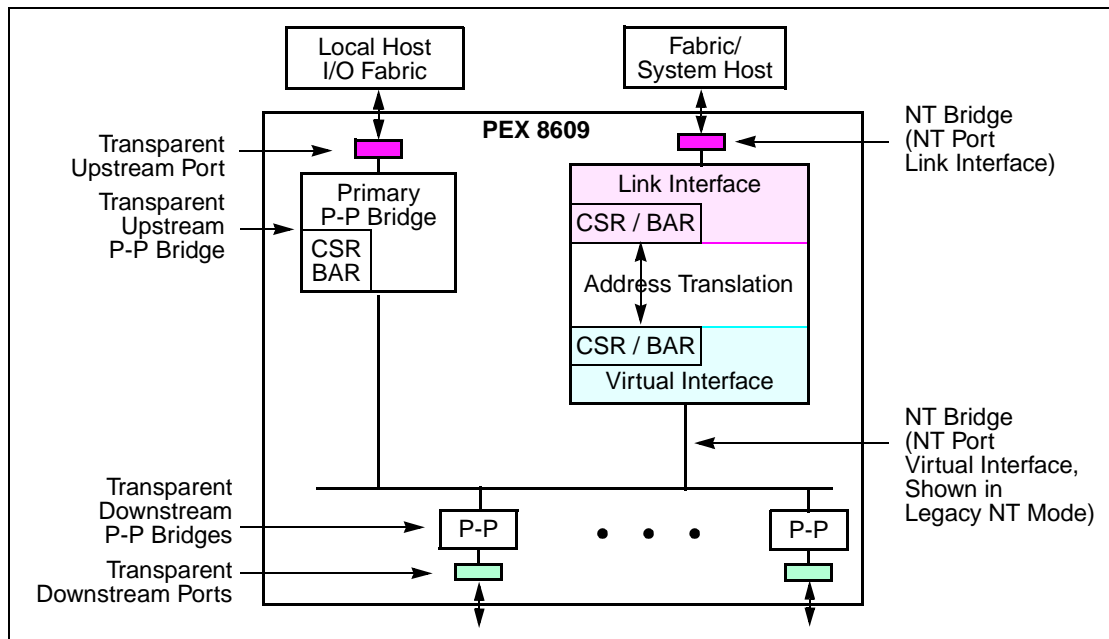 Local Host
I/O Fabric
Fabric/
System Host
PEX 8609
Transparent
Upstream Port
NT Bridge
(NT Port
Link Interface)
Transparent
Upstream
P-P Bridge
Primary
P-P Bridge
CSR
BAR
Link Interface
CSR / BAR
Address Translation
CSR / BAR
Virtual Interface
NT Bridge
(NT Port
Virtual Interface,
Shown in
Legacy NT Mode)
Transparent
Downstream
P-P Bridges
P-P
P-P
Transparent
Downstream Ports